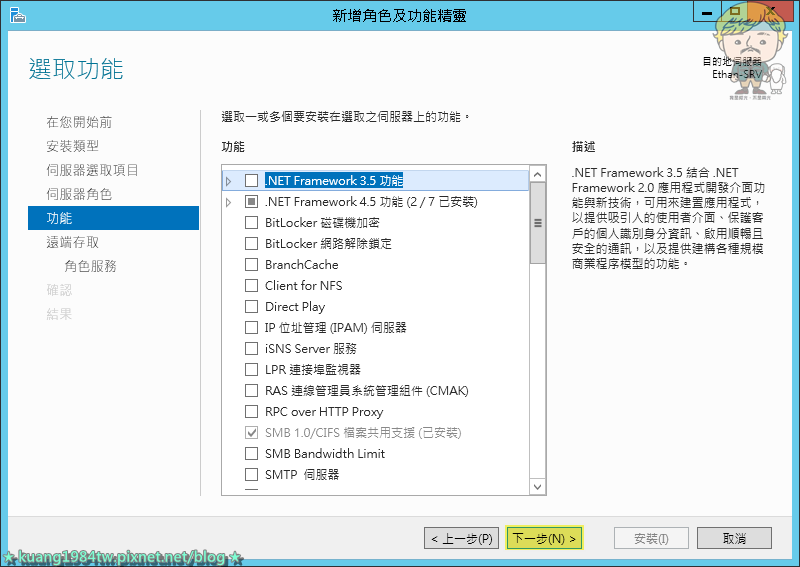 新增角色及功能精靈
選取功能
目的地伺服器
Ethan-SRV
在您開始前
安裝類型
伺服器選取項目
伺服器角色
功能
遠端存取
角色服務
確認
結果
選取一或多個要安裝在選取之伺服器上的功能。
功能
.NET Framework 3.5 功能
.NET Framework 4.5 功能 (2 / 7 已安裝)
BitLocker 磁碟機加密
BitLocker 網路解除鎖定
BranchCache
Client for NFS
Direct Play
IP 位址管理 (IPAM) 伺服器
iSNS Server 服務
LPR 連接埠監視器
RAS 連線管理員系統管理組件 (CMAK)
RPC over HTTP Proxy
SMB 1.0/CIFS 檔案共用支援 (已安裝)
SMB Bandwidth Limit
SMTP 伺服器
描述
.NET Framework 3.5 結合 .NET
Framework 2.0 應用程式開發介面功
能與新技術，可用來建置應用程式，
以提供吸引人的使用者介面、保護客
戶的個人識別身分資訊、啟用順暢且
安全的通訊，以及提供建構各種規模
商業程序模型的功能。
< 上一步(P)
下一步(N) >
安裝(I)
取消
★ kuang1984tw.pixnet.net/blog ★